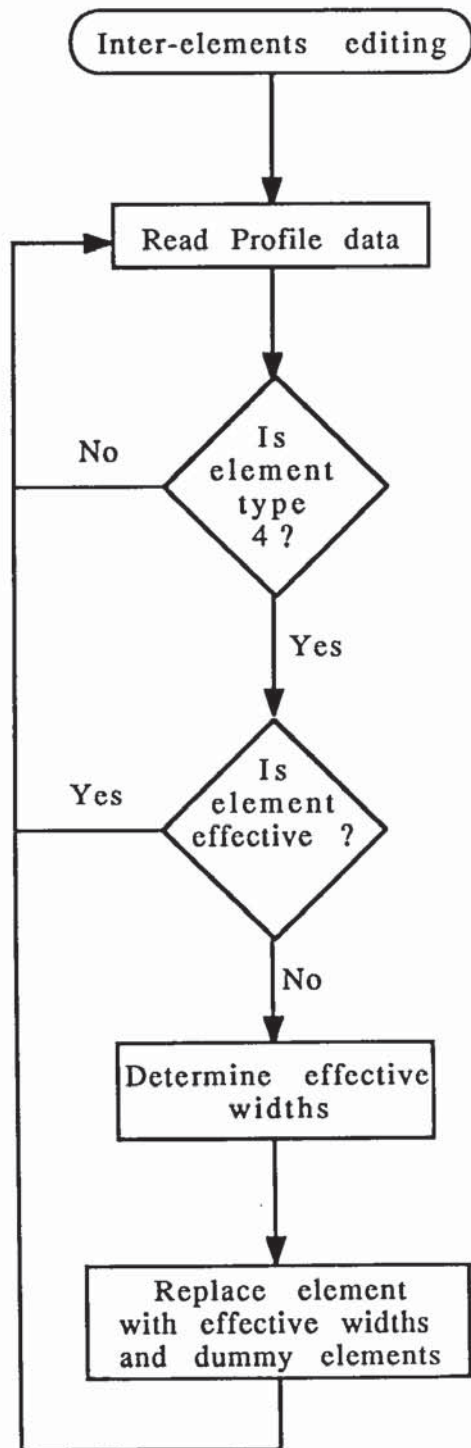 Inter-elements editing
Read Profile data
Is
element
type
4 ?
No
Yes
Is
element
effective ?
Yes
No
Determine effective
widths
Replace element
with effective widths
and dummy elements